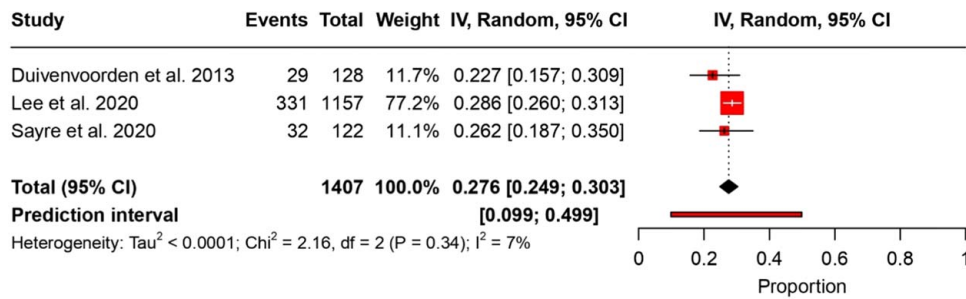 Study Events Total Weight IV, Random, 95% CI IV, Random, 95% CI
Duivenvoorden et al. 2013 29 128 11.7% 0.227 [0.157; 0.309]
Lee et al. 2020 331 1157 77.2% 0.286 [0.260; 0.313]
Sayre et al. 2020 32 122 11.1% 0.262 [0.187; 0.350]
Total (95% CI) 1407 100.0% 0.276 [0.249; 0.303]
Prediction interval [0.099; 0.499]
Heterogeneity: Tau² < 0.0001; Chi² = 2.16, df = 2 (P = 0.34); I² = 7%
0 0.2 0.4 0.6 0.8 1
Proportion